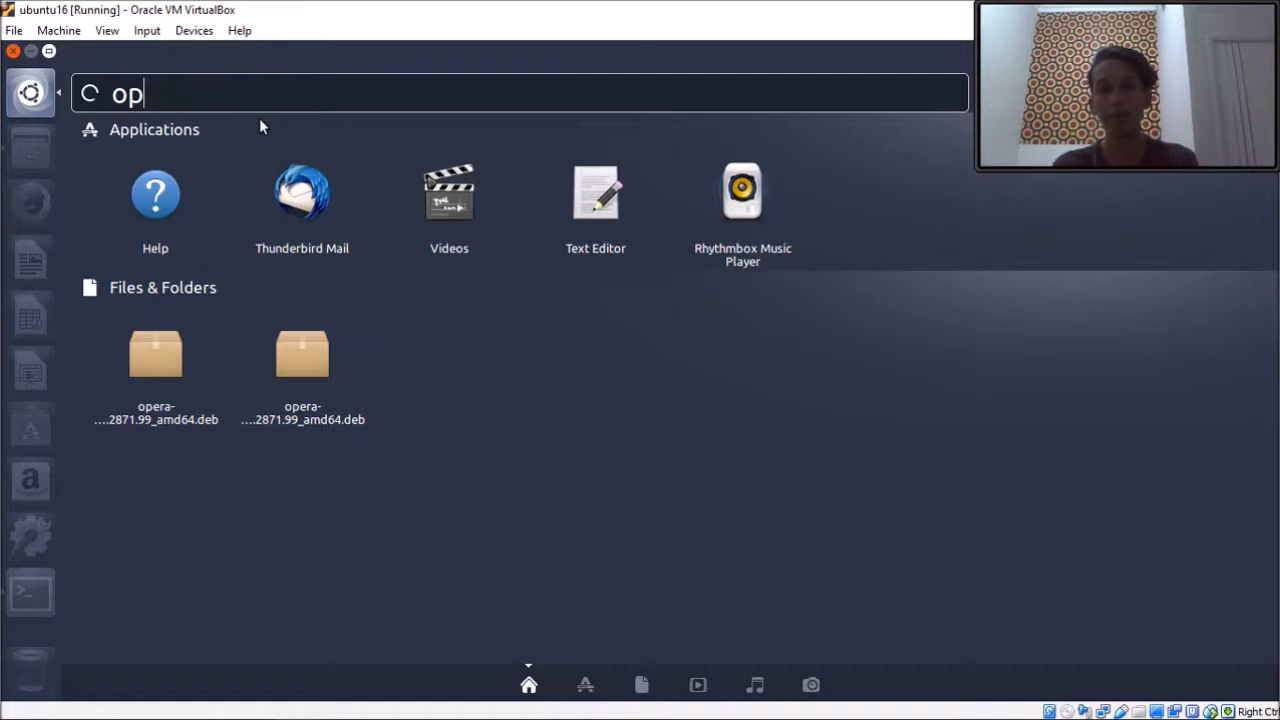 ubuntu16 [Running] - Oracle VM VirtualBox
File Machine View Input Devices Help
op
Applications
Help
Thunderbird Mail
Videos
Text Editor
Rhythmbox Music
Player
Files & Folders
opera-
....2871.99_amd64.deb
opera-
....2871.99_amd64.deb
Right Ctr